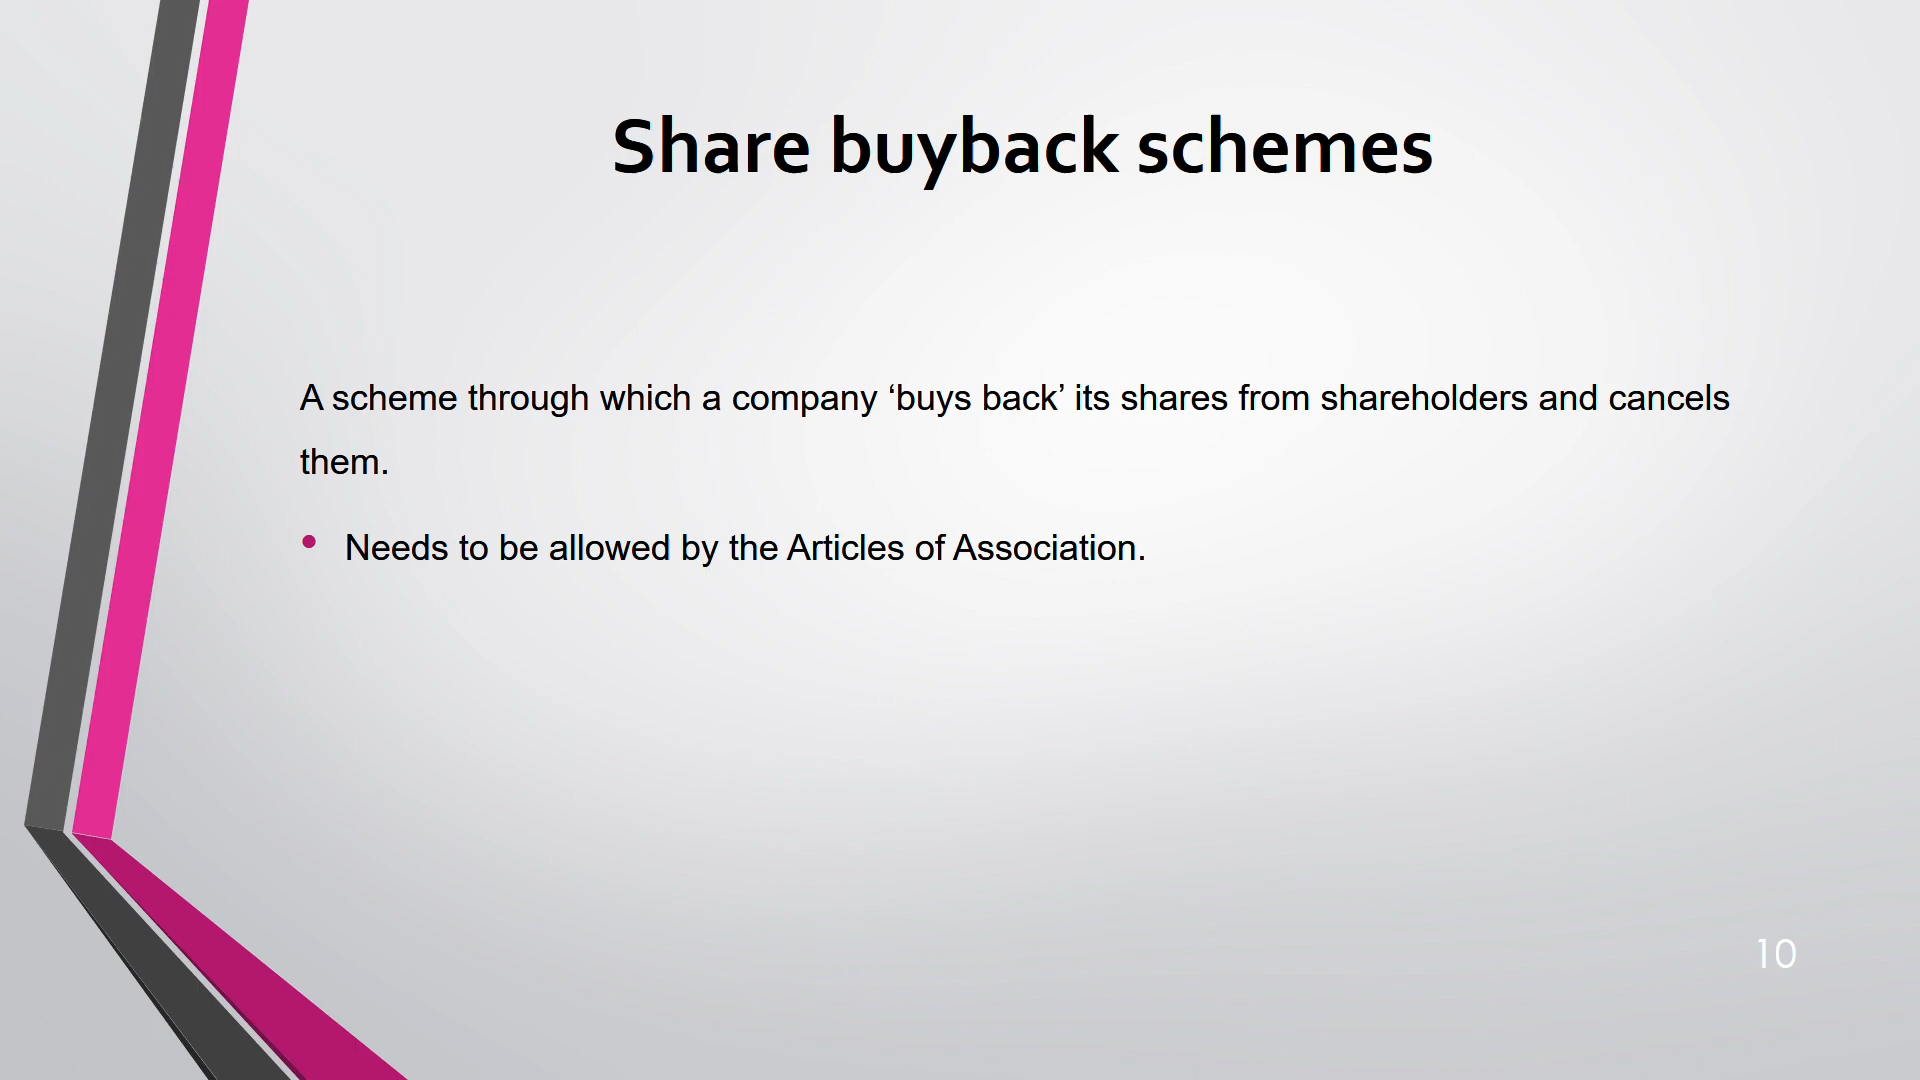 Share buyback schemes
A scheme through which a company ‘buys back’ its shares from shareholders and cancels
them.
• Needs to be allowed by the Articles of Association.
10